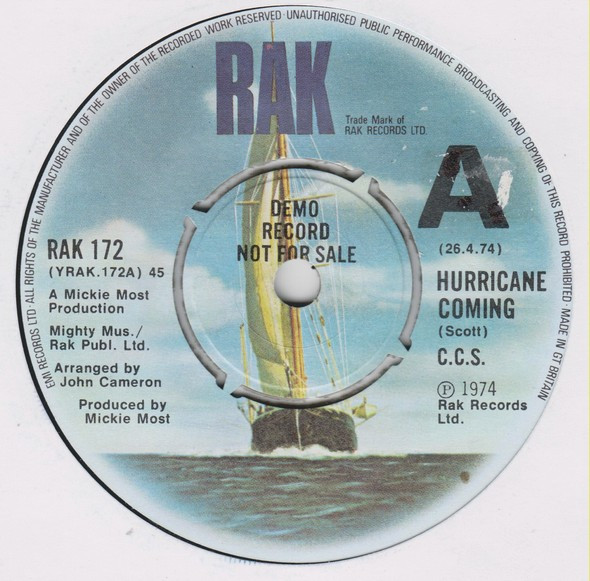 EMI RECORDS LTD · ALL RIGHTS OF THE MANUFACTURER AND OF THE OWNER OF THE RECORDED WORK RESERVED · UNAUTHORISED PUBLIC PERFORMANCE BROADCASTING AND COPYING OF THIS RECORD PROHIBITED · MADE IN GT BRITAIN
RAK
Trade Mark of
RAK RECORDS LTD.
A
DEMO
RECORD
NOT FOR SALE
RAK 172
(YRAK.172A) 45
A Mickie Most
Production
Mighty Mus./
Rak Publ. Ltd.
Arranged by
John Cameron
Produced by
Mickie Most
(26.4.74)
HURRICANE
COMING
(Scott)
C.C.S.
℗ 1974
Rak Records
Ltd.